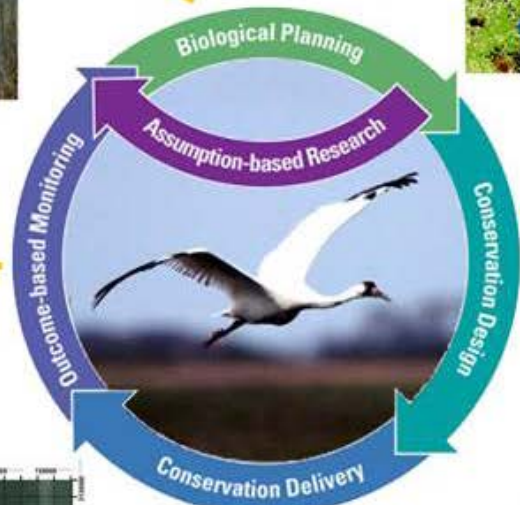 Biological Planning
Assumption-based Research
Conservation Design
Conservation Delivery
Outcome-based Monitoring